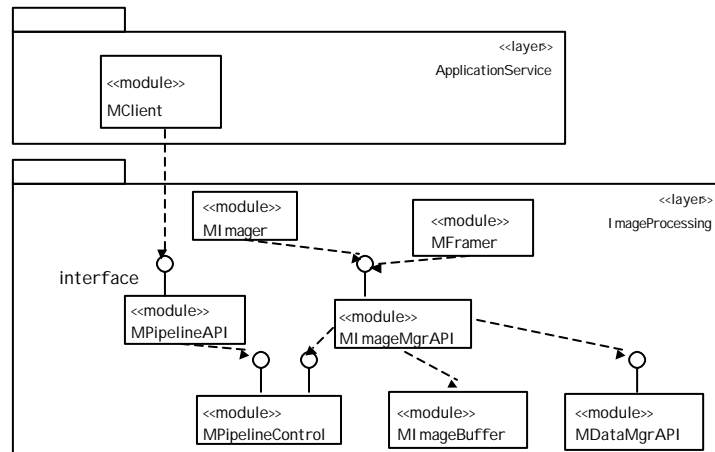 <<layer>>
ApplicationService
<<module>>
MClient
<<layer>>
ImageProcessing
<<module>>
MImager
<<module>>
MFramer
interface
<<module>>
MPipelineAPI
<<module>>
MImageMgrAPI
<<module>>
MPipelineControl
<<module>>
MImageBuffer
<<module>>
MDataMgrAPI